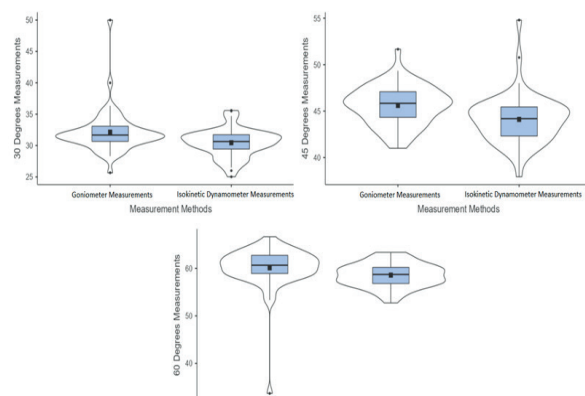 50
45
40
35
30
25
30 Degrees Measurements
Goniometer Measurements
Isokinetic Dynamometer Measurements
Measurement Methods
55
50
45
40
45 Degrees Measurements
Goniometer Measurements
Isokinetic Dynamometer Measurements
Measurement Methods
60
50
40
60 Degrees Measurements